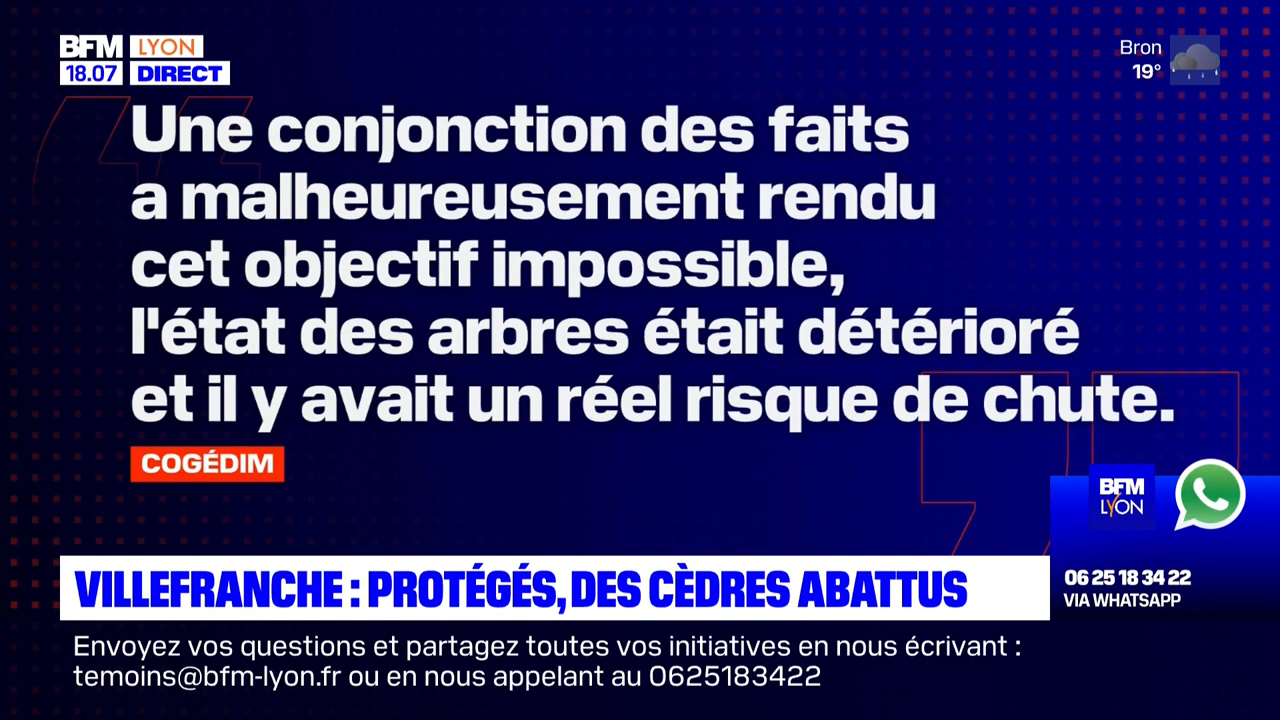 BFM LYON
18.07 DIRECT
Bron
19°
Une conjonction des faits
a malheureusement rendu
cet objectif impossible,
l'état des arbres était détérioré
et il y avait un réel risque de chute.
COGÉDIM
BFM
LYON
06 25 18 34 22
VIA WHATSAPP
VILLEFRANCHE : PROTÉGÉS, DES CÈDRES ABATTUS
Envoyez vos questions et partagez toutes vos initiatives en nous écrivant :
temoins@bfm-lyon.fr ou en nous appelant au 0625183422